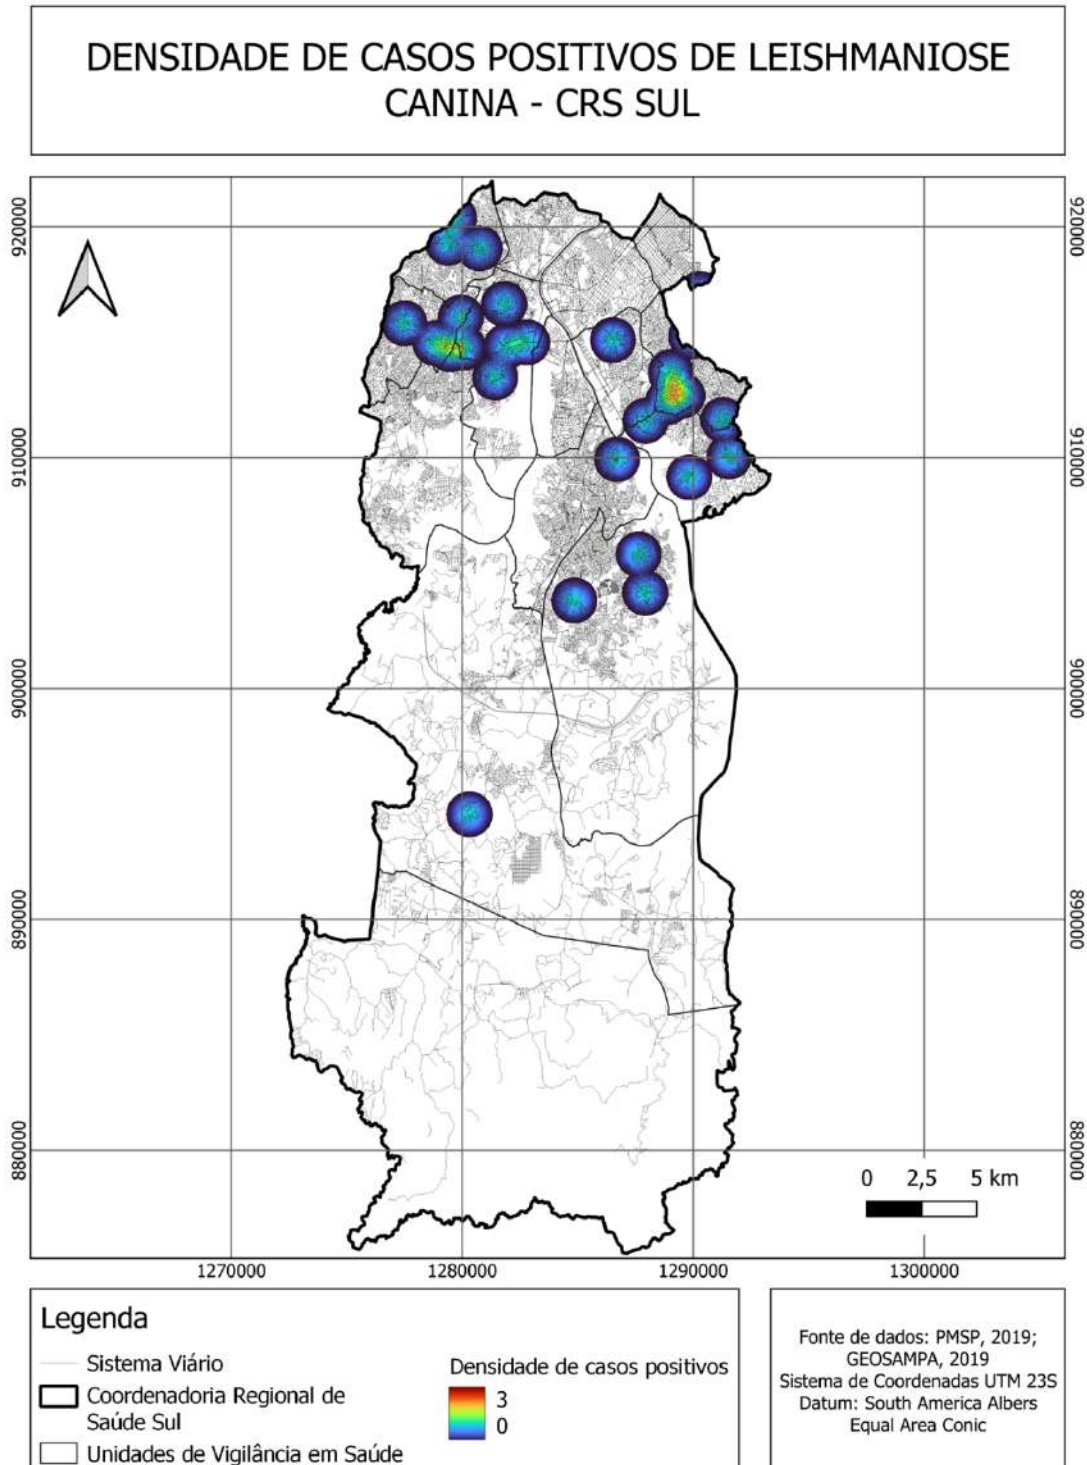 DENSIDADE DE CASOS POSITIVOS DE LEISHMANIOSE
CANINA - CRS SUL
920000
920000
910000
910000
900000
900000
890000
890000
880000
880000
0 2,5 5 km
1270000 1280000 1290000 1300000
Legenda
Sistema Viário
Coordenadoria Regional de
Saúde Sul
Unidades de Vigilância em Saúde
Densidade de casos positivos
3
0
Fonte de dados: PMSP, 2019;
GEOSAMPA, 2019
Sistema de Coordenadas UTM 23S
Datum: South America Albers
Equal Area Conic